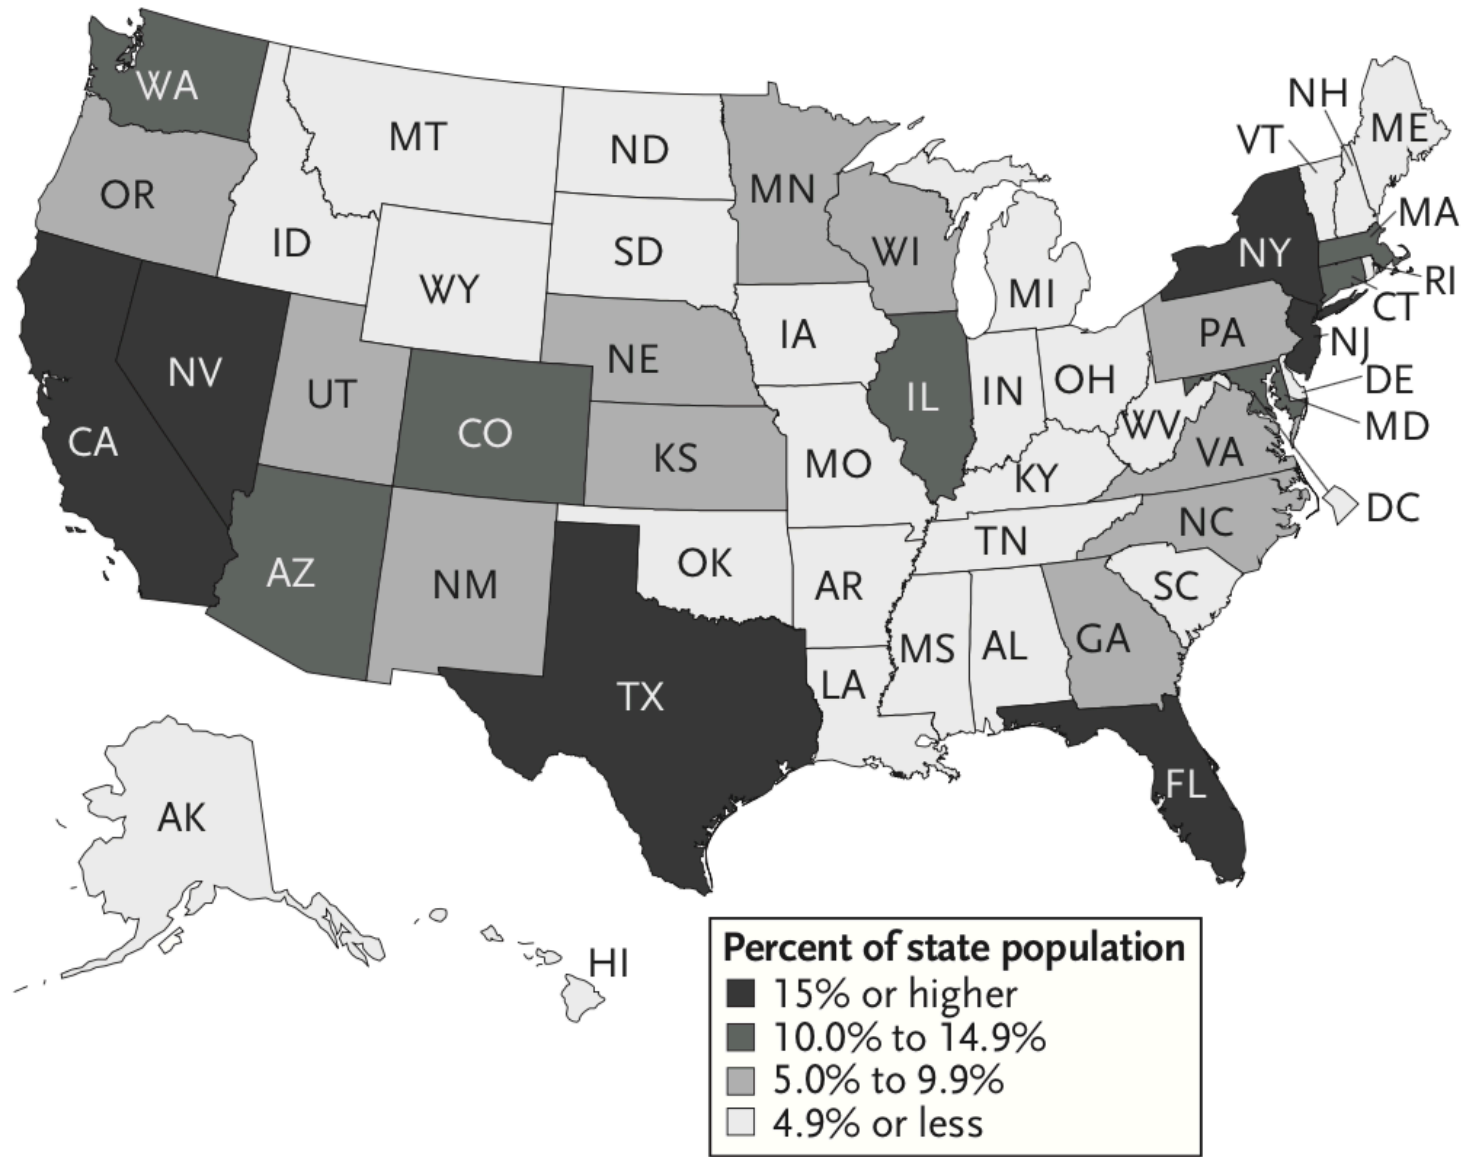 WA
MT
ND
MN
OR
ID
SD
WI
MI
NH
VT
ME
MA
NY
RI
CT
WY
IA
NE
PA
NJ
NV
UT
CO
IL
IN
OH
DE
MD
CA
KS
MO
WV
VA
KY
DC
NC
TN
AZ
NM
OK
AR
SC
MS
AL
GA
TX
LA
FL
AK
HI
Percent of state population
15% or higher
10.0% to 14.9%
5.0% to 9.9%
4.9% or less